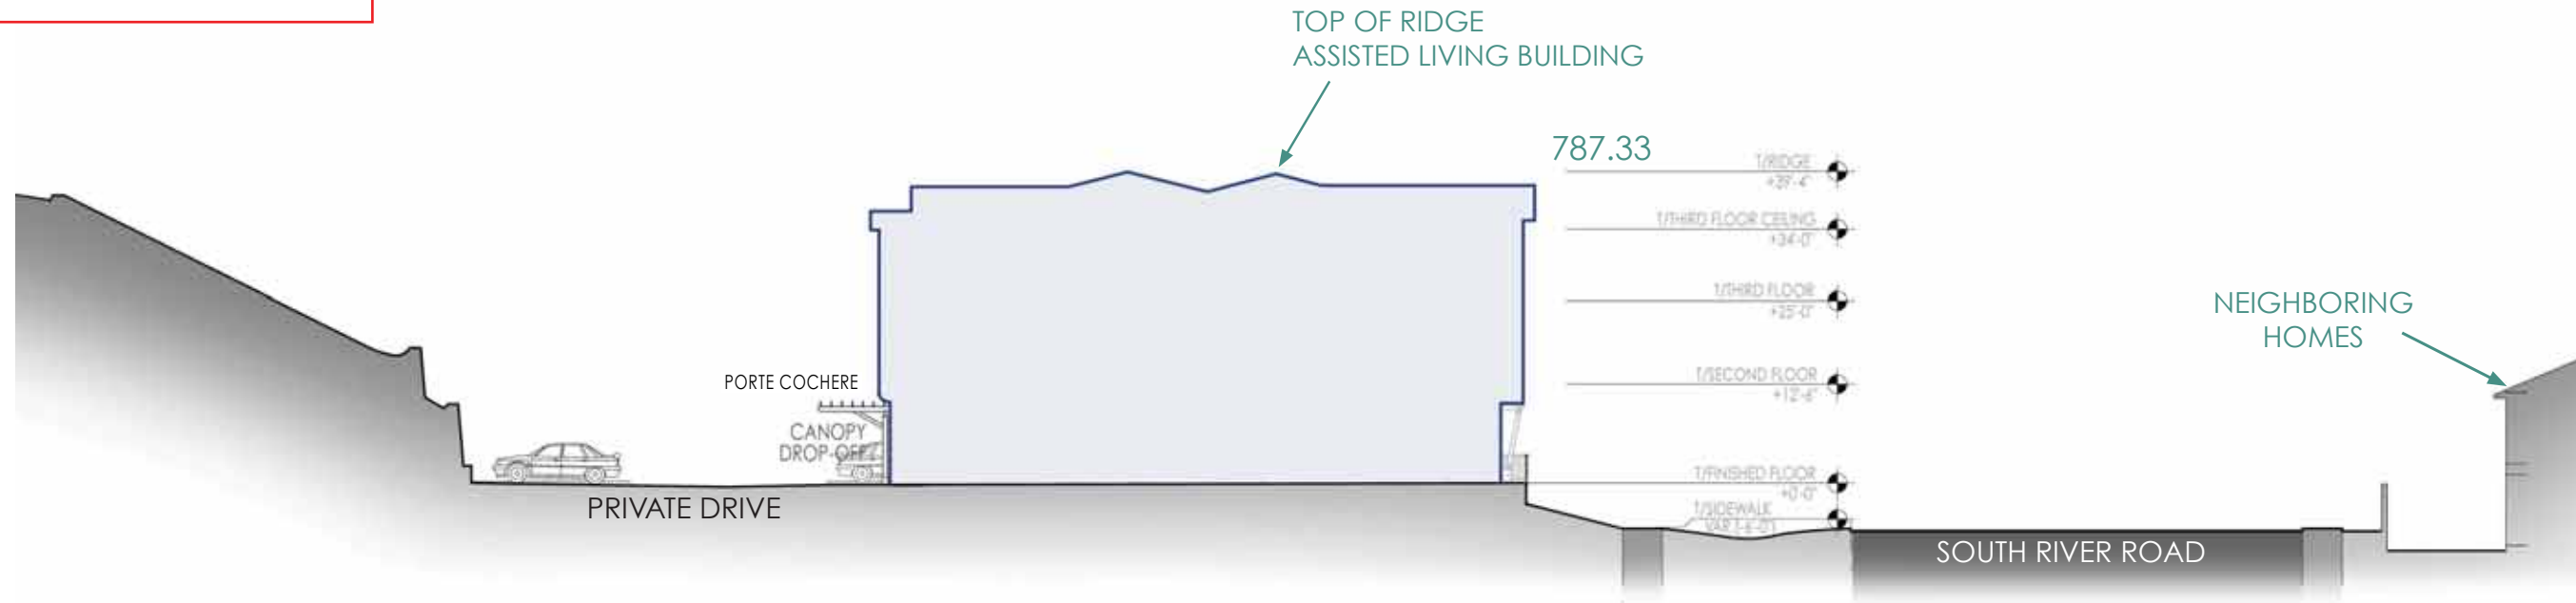 TOP OF RIDGE
ASSISTED LIVING BUILDING
787.33
T/RIDGE
+39'-4"
T/THIRD FLOOR CEILING
+34'-0"
T/THIRD FLOOR
+25'-0"
NEIGHBORING
HOMES
PORTE COCHERE
T/SECOND FLOOR
+12'-6"
CANOPY
DROP-OFF
T/FINISHED FLOOR
+0'-0"
PRIVATE DRIVE
T/SIDEWALK
SOUTH RIVER ROAD